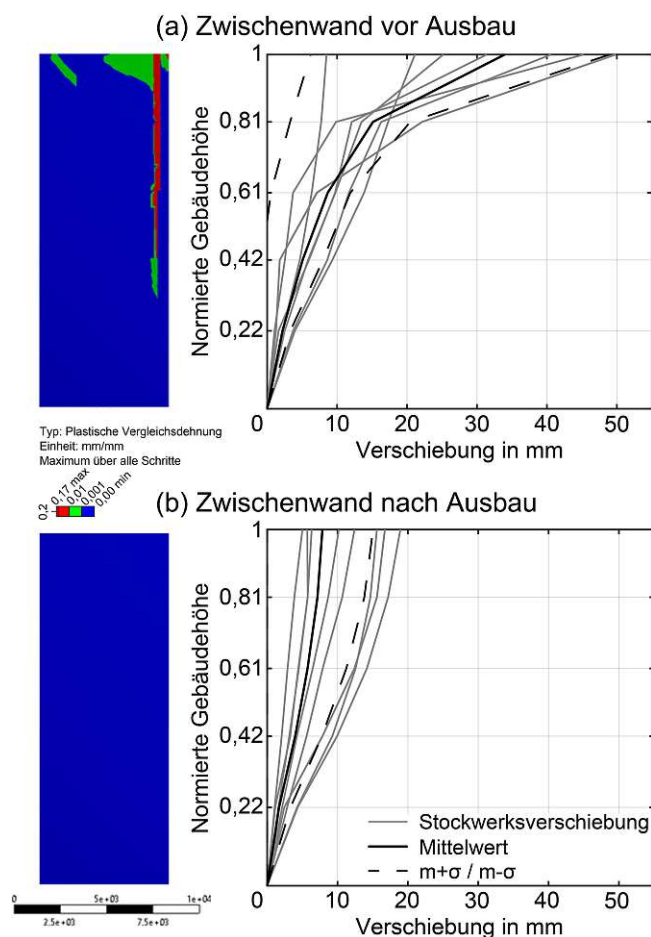 (a) Zwischenwand vor Ausbau
1
0,81
0,61
0,42
0,22
Normierte Gebäudehöhe
0 10 20 30 40 50
Verschiebung in mm
Typ: Plastische Vergleichsdehnung
Einheit: mm/mm
Maximum über alle Schritte
0,2
0,17 max
0,01
0,001
0,00 min
(b) Zwischenwand nach Ausbau
1
0,81
0,61
0,42
0,22
Normierte Gebäudehöhe
Stockwerksverschiebung
Mittelwert
m+σ / m-σ
0 10 20 30 40 50
Verschiebung in mm
0 5e+03 1e+04
2.5e+03 7.5e+03